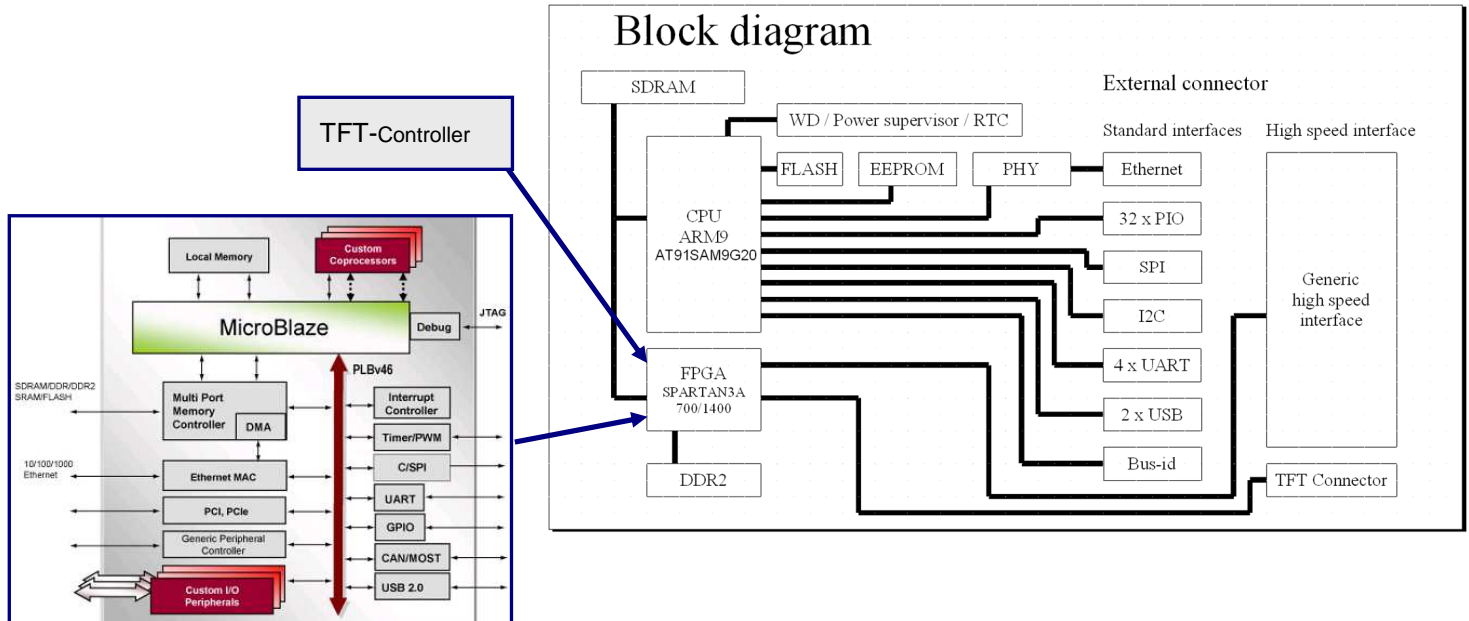 Block diagram
SDRAM
External connector
WD / Power supervisor / RTC
Standard interfaces
High speed interface
FLASH
EEPROM
PHY
Ethernet
CPU
ARM9
AT91SAM9G20
32 x PIO
SPI
I2C
4 x UART
2 x USB
Bus-id
Generic
high speed
interface
FPGA
SPARTAN3A
700/1400
DDR2
TFT Connector
TFT-Controller
Local Memory
Custom
Coprocessors
MicroBlaze
Debug
JTAG
PLBv46
SDRAM/DDR/DDR2
SRAM/FLASH
Multi Port
Memory
Controller
DMA
Interrupt
Controller
Timer/PWM
10/100/1000
Ethernet
Ethernet MAC
C/SPI
UART
PCI, PCIe
GPIO
Generic Peripheral
Controller
CAN/MOST
Custom I/O
Peripherals
USB 2.0